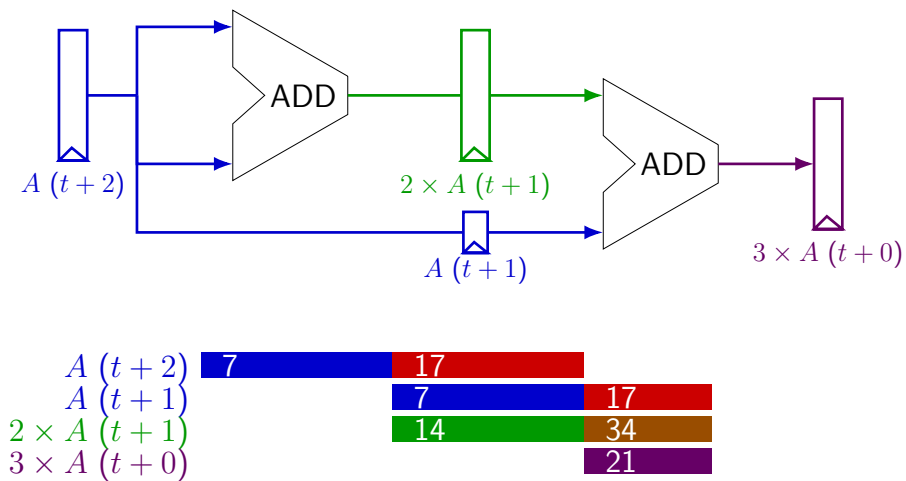 ADD
ADD
A (t + 2)
2 × A (t + 1)
A (t + 1)
3 × A (t + 0)
A (t + 2) 7 17
A (t + 1) 7 17
2 × A (t + 1) 14 34
3 × A (t + 0) 21